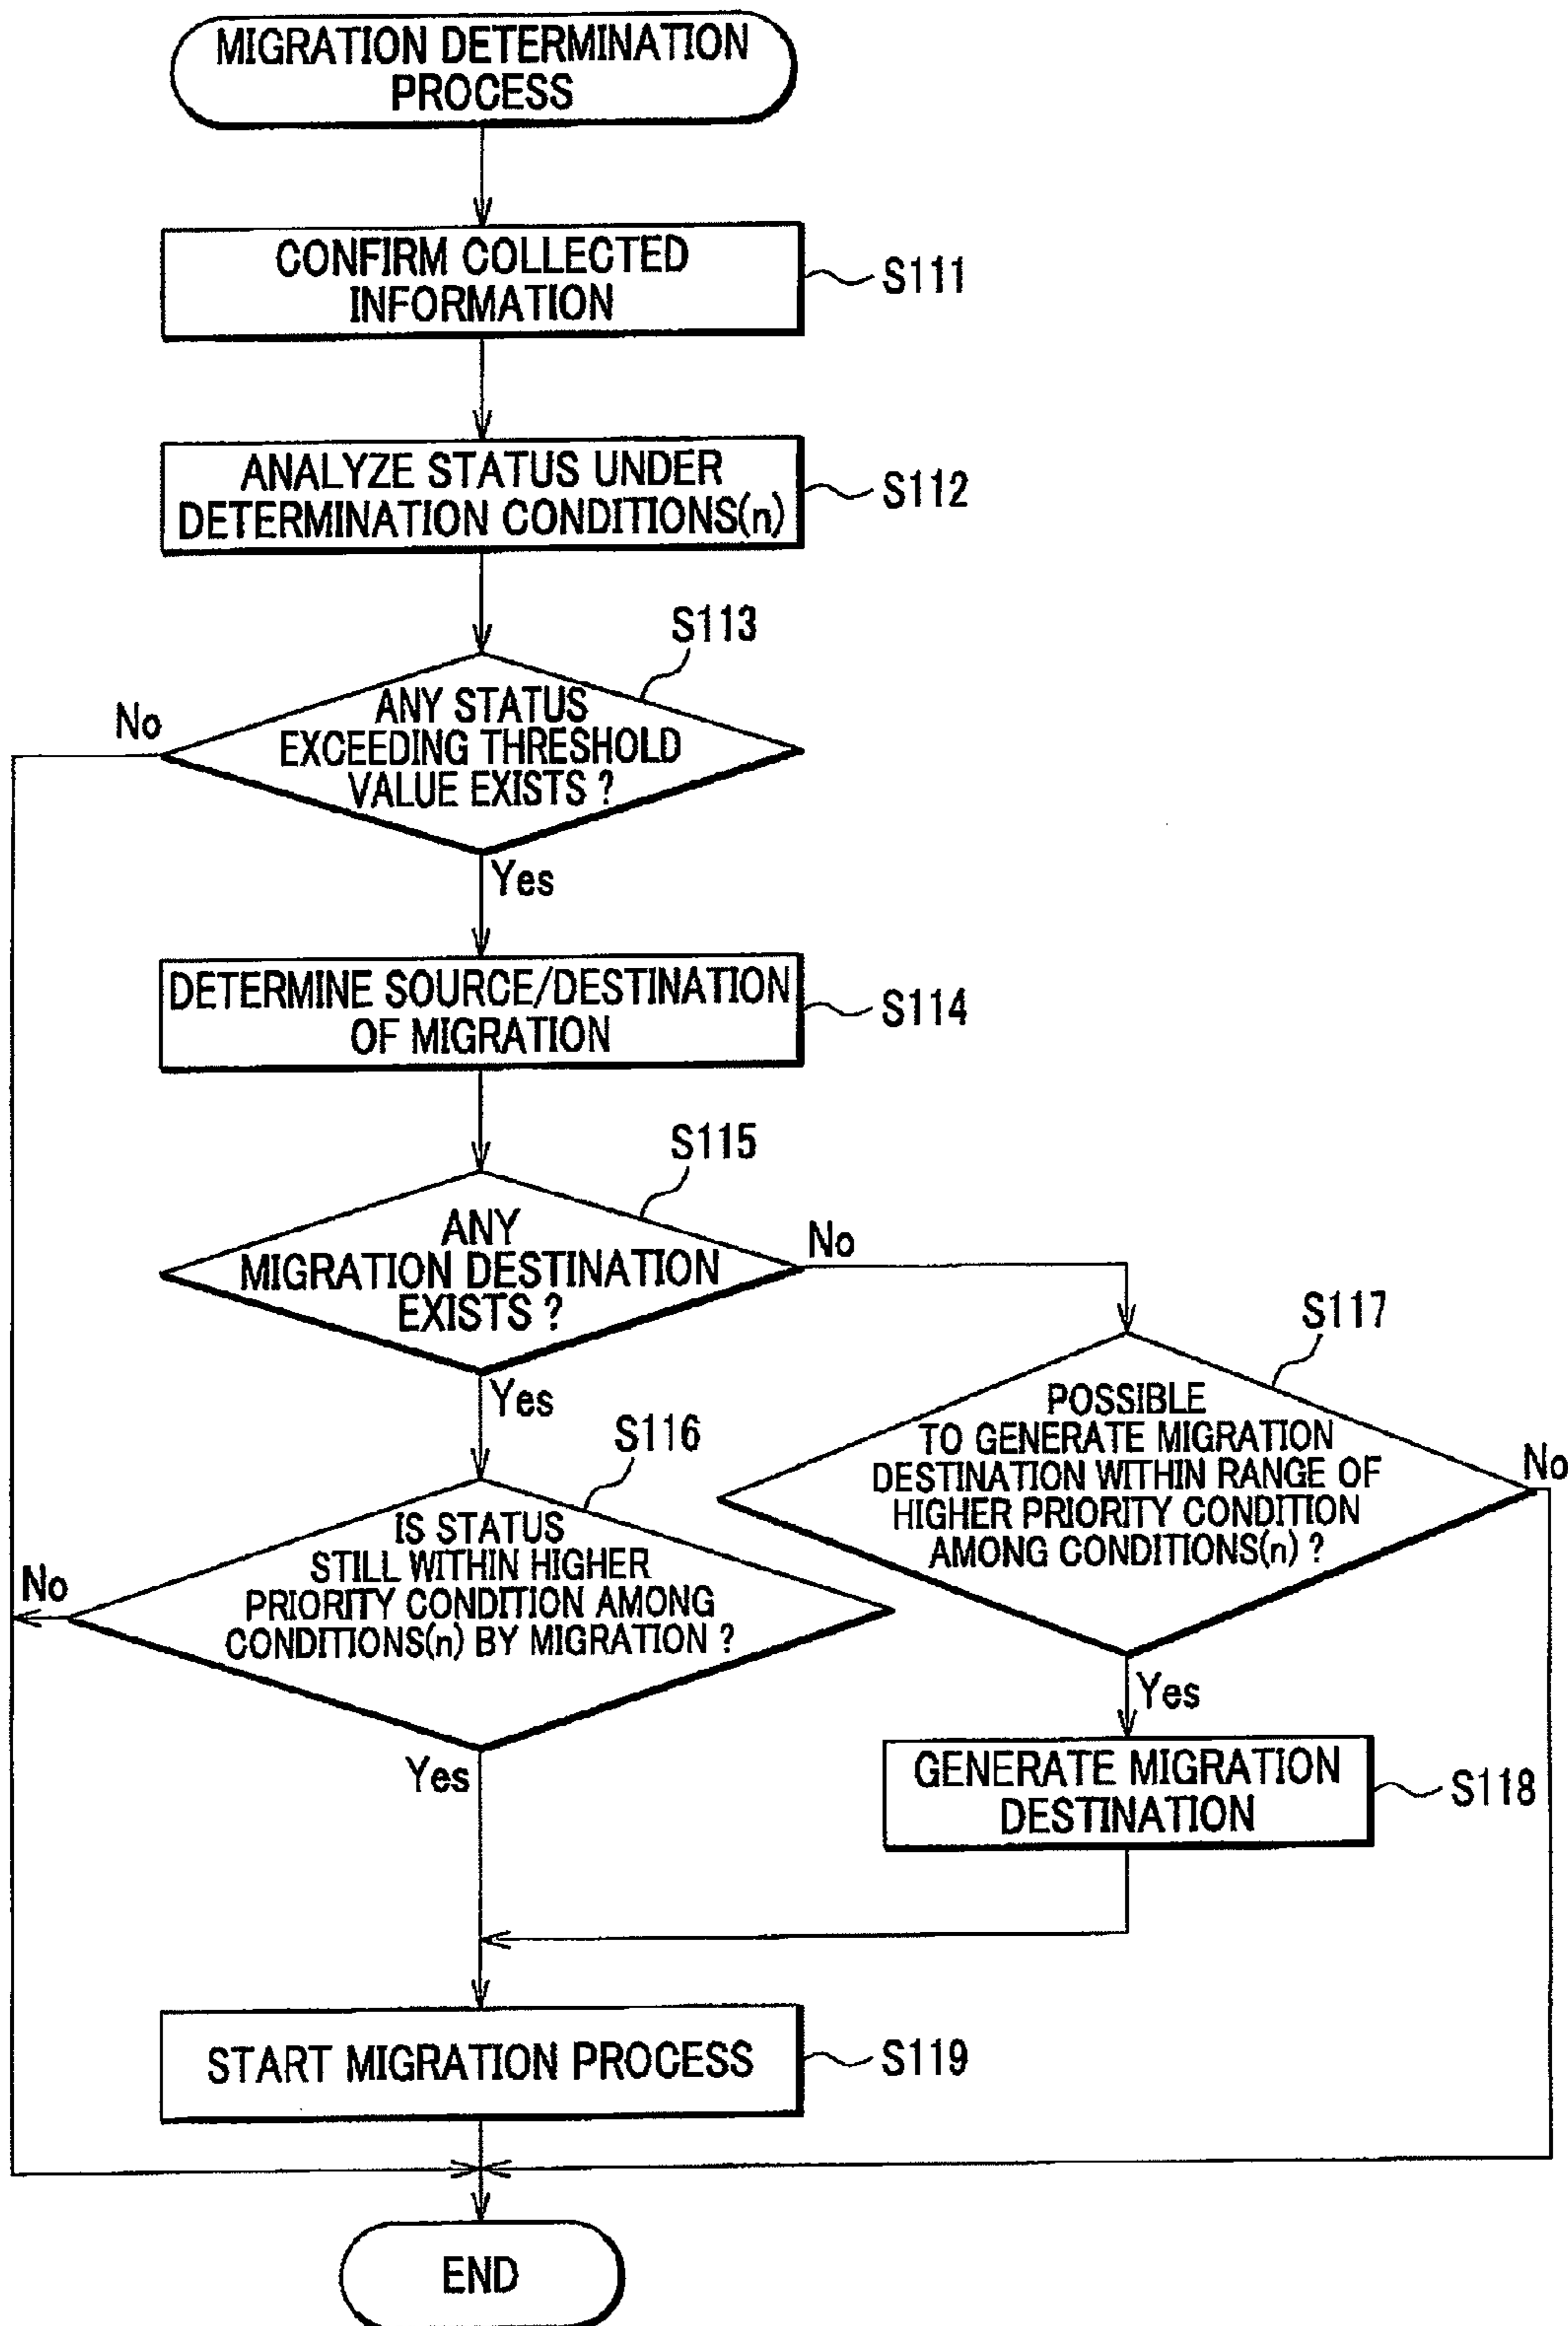 MIGRATION DETERMINATION
PROCESS
CONFIRM COLLECTED
INFORMATION
S111
ANALYZE STATUS UNDER
DETERMINATION CONDITIONS(n)
S112
S113
ANY STATUS
EXCEEDING THRESHOLD
VALUE EXISTS ?
No
Yes
DETERMINE SOURCE/DESTINATION
OF MIGRATION
S114
S115
ANY
MIGRATION DESTINATION
EXISTS ?
No
Yes
S116
IS STATUS
STILL WITHIN HIGHER
PRIORITY CONDITION AMONG
CONDITIONS(n) BY MIGRATION ?
No
Yes
S117
POSSIBLE
TO GENERATE MIGRATION
DESTINATION WITHIN RANGE OF
HIGHER PRIORITY CONDITION
AMONG CONDITIONS(n) ?
No
Yes
GENERATE MIGRATION
DESTINATION
S118
START MIGRATION PROCESS
S119
END